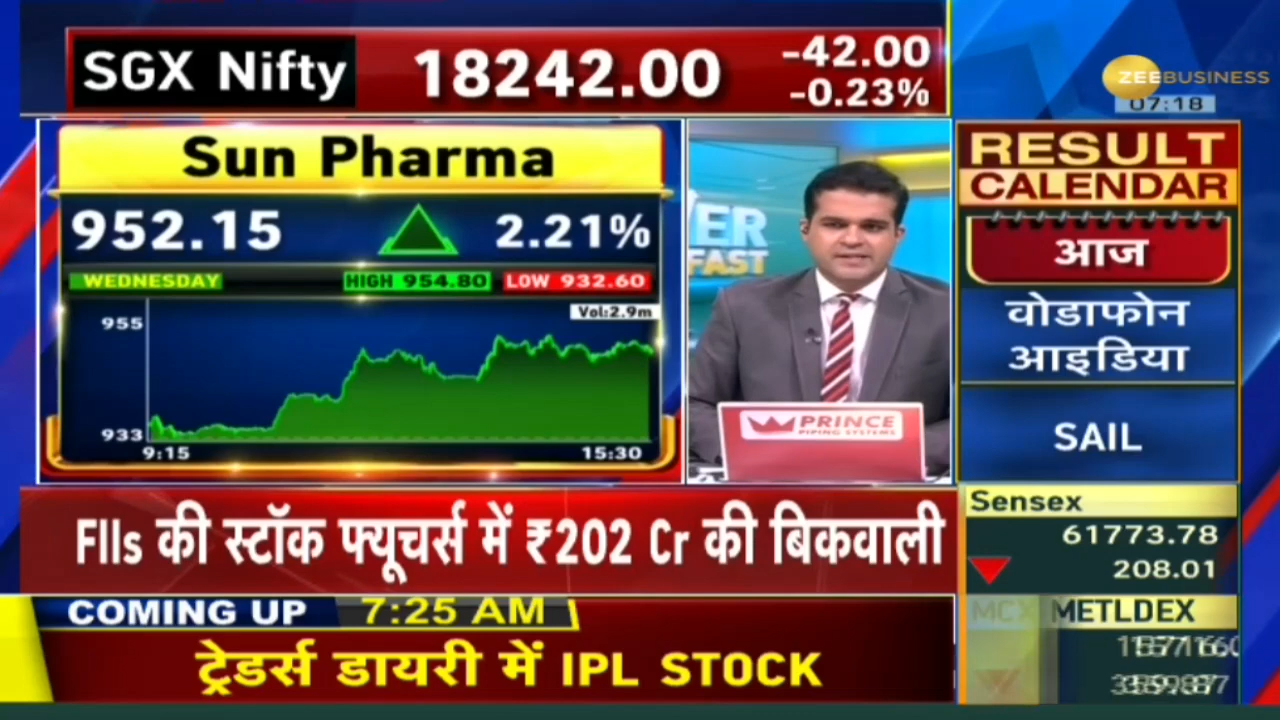 SGX Nifty 18242.00 -42.00
-0.23%
ZEEBUSINESS
07:18
Sun Pharma
952.15 2.21%
WEDNESDAY HIGH 954.80 LOW 932.60
Vol:2.9m
955
933
9:15 15:30
ER
FAST
PRINCE
PIPING SYSTEMS
RESULT
CALENDAR
आज
वोडाफोन
आइडिया
SAIL
FIIs की स्टॉक फ्यूचर्स में ₹202 Cr की बिकवाली
Sensex
61773.78
208.01
COMING UP 7:25 AM
ट्रेडर्स डायरी में IPL STOCK
MCX METLDEX